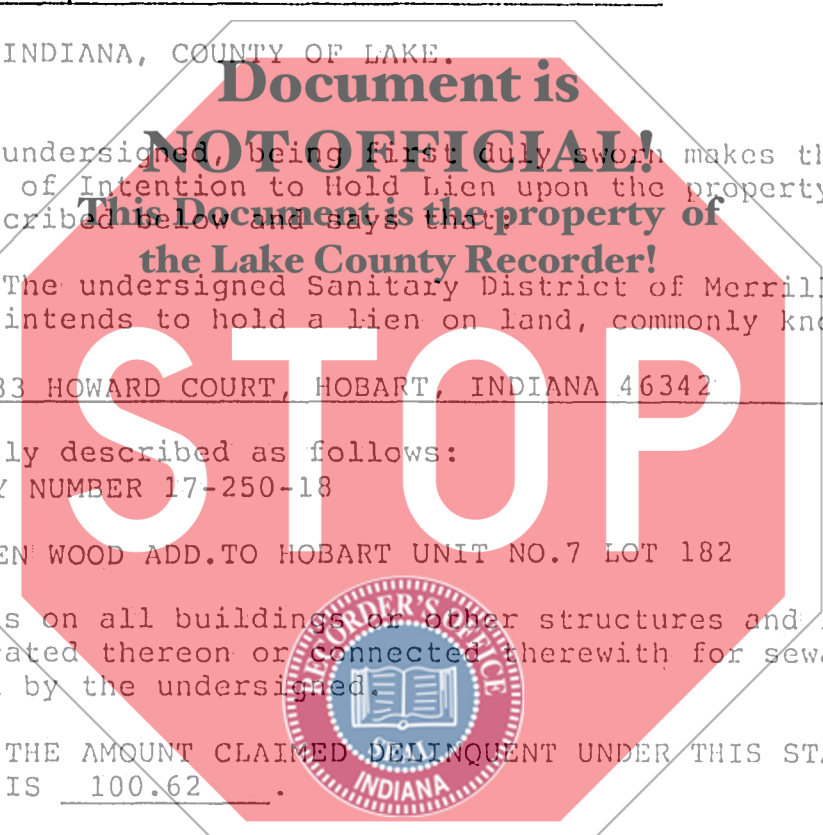 INDIANA, COUNTY OF LAKE.
Document is
NOT OFFICIAL!
undersigned, being first duly sworn makes th
of Intention to Hold Lien upon the property
This Document is the property of
cribed below and says that:
the Lake County Recorder!
The undersigned Sanitary District of Merrill
intends to hold a lien on land, commonly kno
STOP
83 HOWARD COURT, HOBART, INDIANA 46342
ly described as follows:
Y NUMBER 17-250-18
EN WOOD ADD.TO HOBART UNIT NO.7 LOT 182
s on all buildings or other structures and
ated thereon or connected therewith for sewa
by the undersigned.
RECORDER'S OFFICE
SEAL
INDIANA
THE AMOUNT CLAIMED DELINQUENT UNDER THIS STA
IS 100.62 .